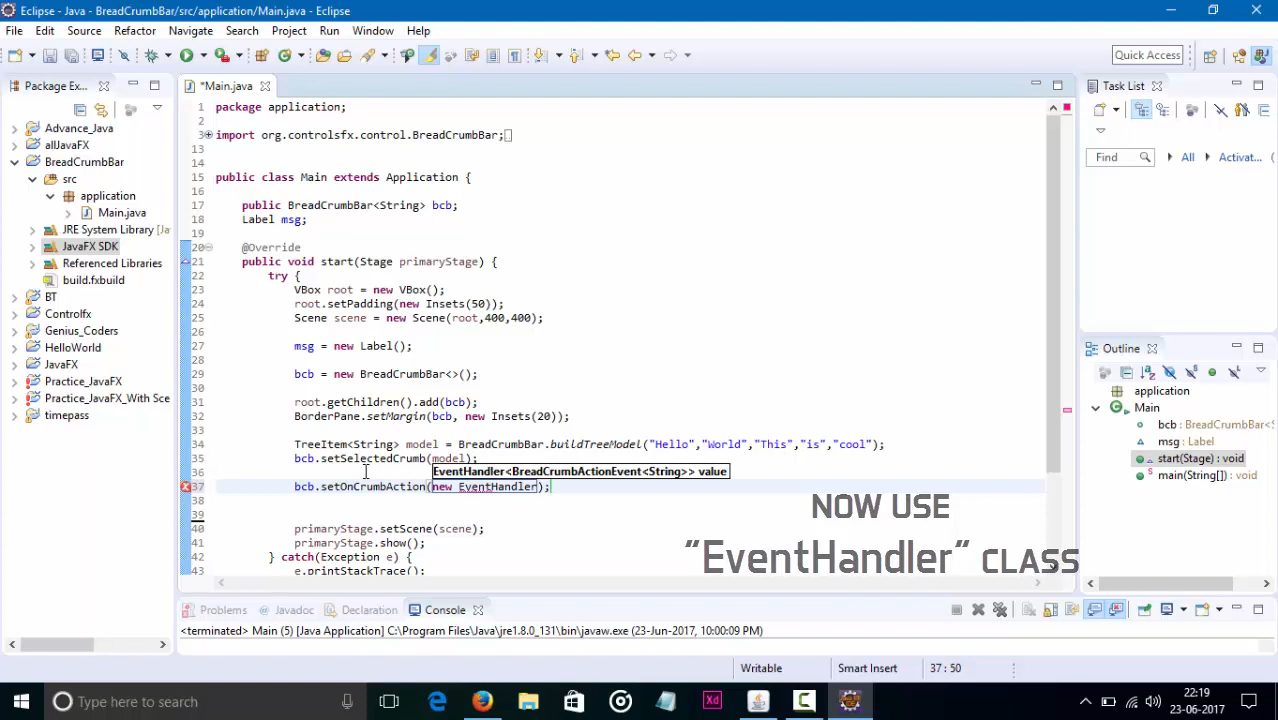 Eclipse - Java - BreadCrumbBar/src/application/Main.java - Eclipse
File Edit Source Refactor Navigate Search Project Run Window Help
Quick Access
Package Ex...
*Main.java
Task List
Advance_Java
allJavaFX
BreadCrumbBar
src
application
Main.java
JRE System Library [Ja
JavaFX SDK
Referenced Libraries
build.fxbuild
BT
Controlfx
Genius_Codders
HelloWorld
JavaFX
Practice_JavaFX
Practice_JavaFX_With Sce
timepass
1 package application;
3 import org.controlsfx.control.BreadCrumbBar;
13
14
15 public class Main extends Application {
16
17 public BreadCrumbBar<String> bcb;
18 Label msg;
19
20 @Override
21 public void start(Stage primaryStage) {
22 try {
23 VBox root = new VBox();
24 root.setPadding(new Insets(50));
25 Scene scene = new Scene(root,400,400);
26
27 msg = new Label();
28
29 bcb = new BreadCrumbBar<>();
30
31 root.getChildren().add(bcb);
32 BorderPane.setMargin(bcb, new Insets(20));
33
34 TreeItem<String> model = BreadCrumbBar.buildTreeModel("Hello","World","This","is","cool");
35 bcb.setSelectedCrumb(model);
36 EventHandler<BreadCrumbActionEvent<String>> value
37 bcb.setOnCrumbAction(new EventHandler);
38
39
40 primaryStage.setScene(scene);
41 primaryStage.show();
42 } catch(Exception e) {
43 e.printStackTrace();
NOW USE
"EventHandler" CLASS
Find All Activat...
Outline
application
Main
bcb : BreadCrumbB
msg : Label
start(Stage) : void
main(String[]) : void
Problems Javadoc Declaration Console
<terminated> Main (5) [Java Application] C:\Program Files\Java\jre1.8.0_131\bin\javaw.exe (23-Jun-2017, 10:00:09 PM)
Writable Smart Insert 37 : 50
Type here to search
Xd
22:19
23-06-2017